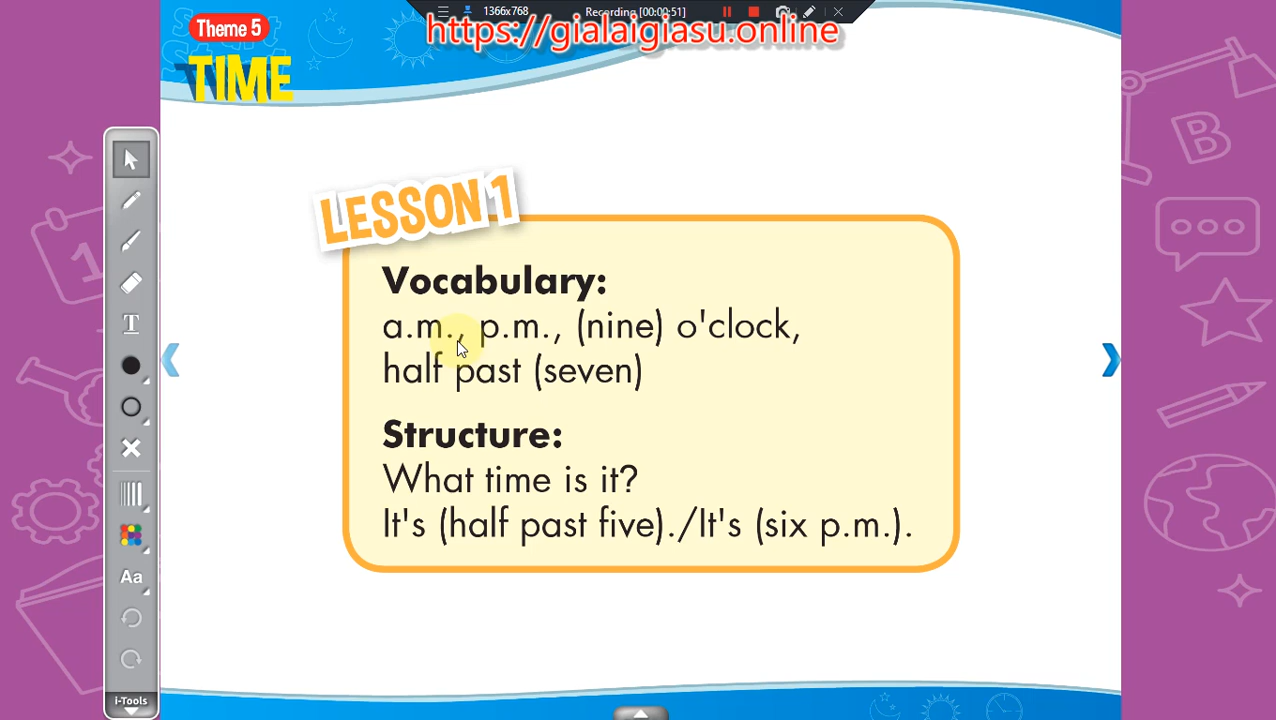 1366x768
Recording [00:00:51]
https://gialaigiasu.online
Theme 5
TIME
LESSON 1
Vocabulary:
a.m., p.m., (nine) o'clock,
half past (seven)
Structure:
What time is it?
It's (half past five)./It's (six p.m.).
T
Aa
i-Tools
1
B